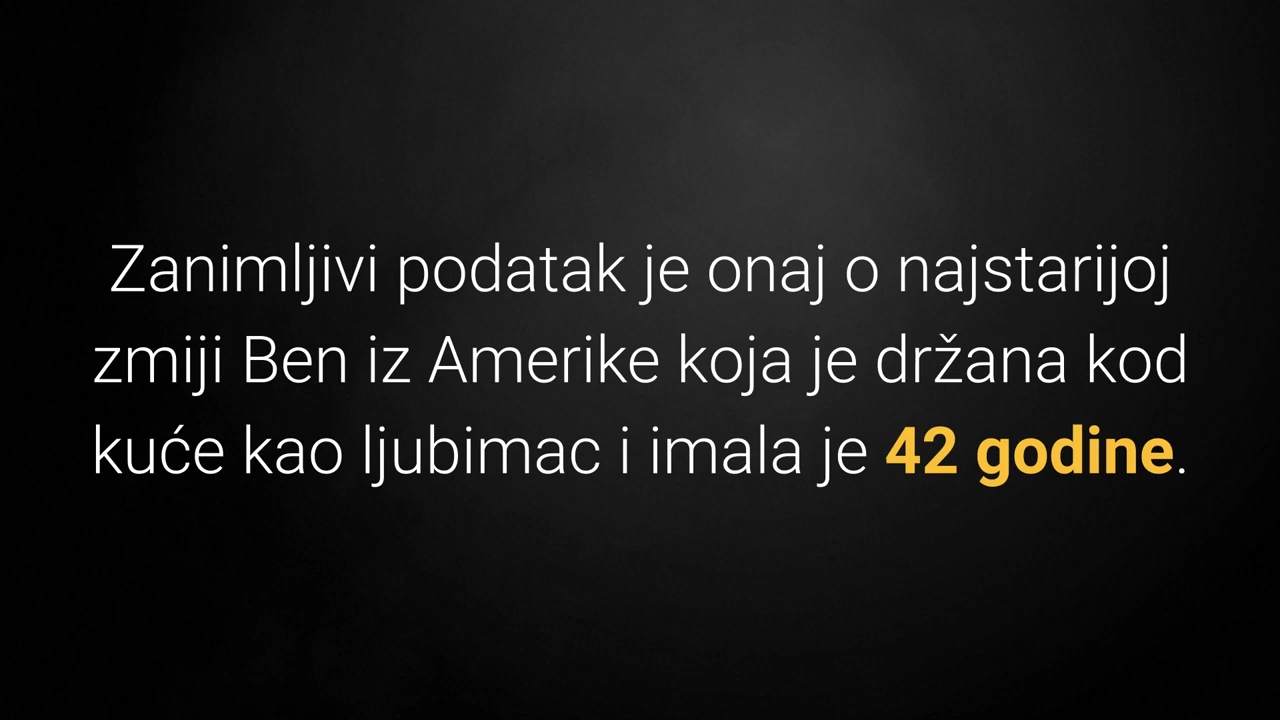 Zanimljivi podatak je onaj o najstarijoj
zmiji Ben iz Amerike koja je držana kod
kuće kao ljubimac i imala je 42 godine.